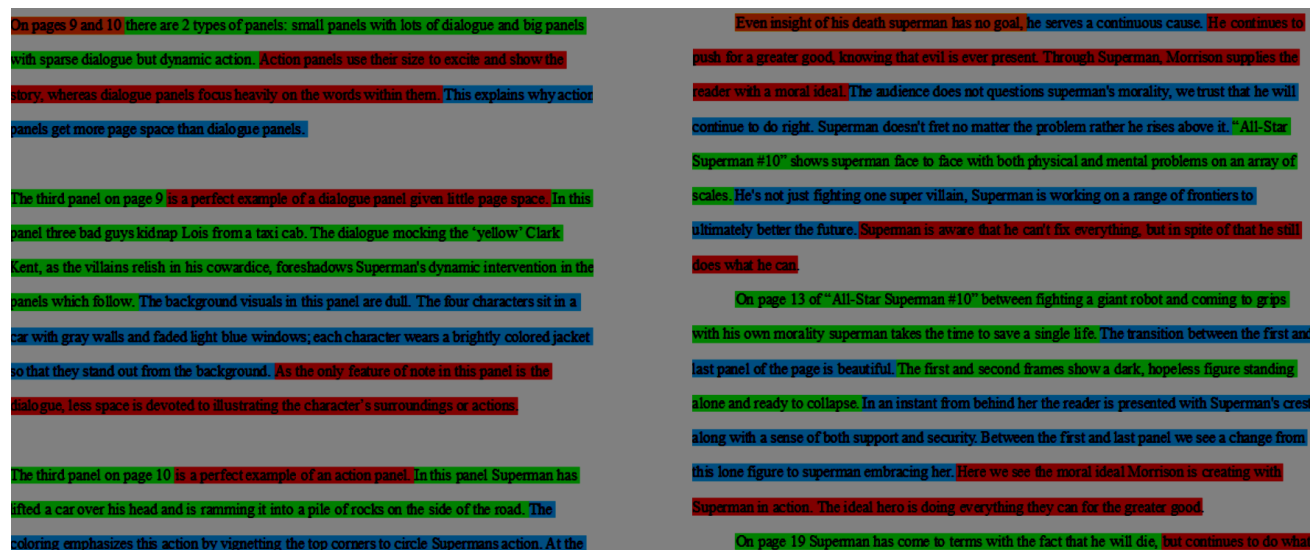 On pages 9 and 10 there are 2 types of panels: small panels with lots of dialogue and big panels
with sparse dialogue but dynamic action. Action panels use their size to excite and show the
story, whereas dialogue panels focus heavily on the words within them. This explains why action
panels get more page space than dialogue panels.
The third panel on page 9 is a perfect example of a dialogue panel given little page space. In this
panel three bad guys kidnap Lois from a taxi cab. The dialogue mocking the ‘yellow’ Clark
Kent, as the villains relish in his cowardice, foreshadows Superman's dynamic intervention in the
panels which follow. The background visuals in this panel are dull. The four characters sit in a
car with gray walls and faded light blue windows; each character wears a brightly colored jacket
so that they stand out from the background. As the only feature of note in this panel is the
dialogue, less space is devoted to illustrating the character’s surroundings or actions.
The third panel on page 10 is a perfect example of an action panel. In this panel Superman has
lifted a car over his head and is ramming it into a pile of rocks on the side of the road. The
coloring emphasizes this action by vignetting the top corners to circle Supermans action. At the
Even insight of his death superman has no goal, he serves a continuous cause. He continues to
push for a greater good, knowing that evil is ever present. Through Superman, Morrison supplies the
reader with a moral ideal. The audience does not questions superman's morality, we trust that he will
continue to do right. Superman doesn't fret no matter the problem rather he rises above it. “All-Star
Superman #10” shows superman face to face with both physical and mental problems on an array of
scales. He's not just fighting one super villain, Superman is working on a range of frontiers to
ultimately better the future. Superman is aware that he can't fix everything, but in spite of that he still
does what he can.
On page 13 of “All-Star Superman #10” between fighting a giant robot and coming to grips
with his own morality superman takes the time to save a single life. The transition between the first and
last panel of the page is beautiful. The first and second frames show a dark, hopeless figure standing
alone and ready to collapse. In an instant from behind her the reader is presented with Superman's crest
along with a sense of both support and security. Between the first and last panel we see a change from
this lone figure to superman embracing her. Here we see the moral ideal Morrison is creating with
Superman in action. The ideal hero is doing everything they can for the greater good.
On page 19 Superman has come to terms with the fact that he will die, but continues to do what